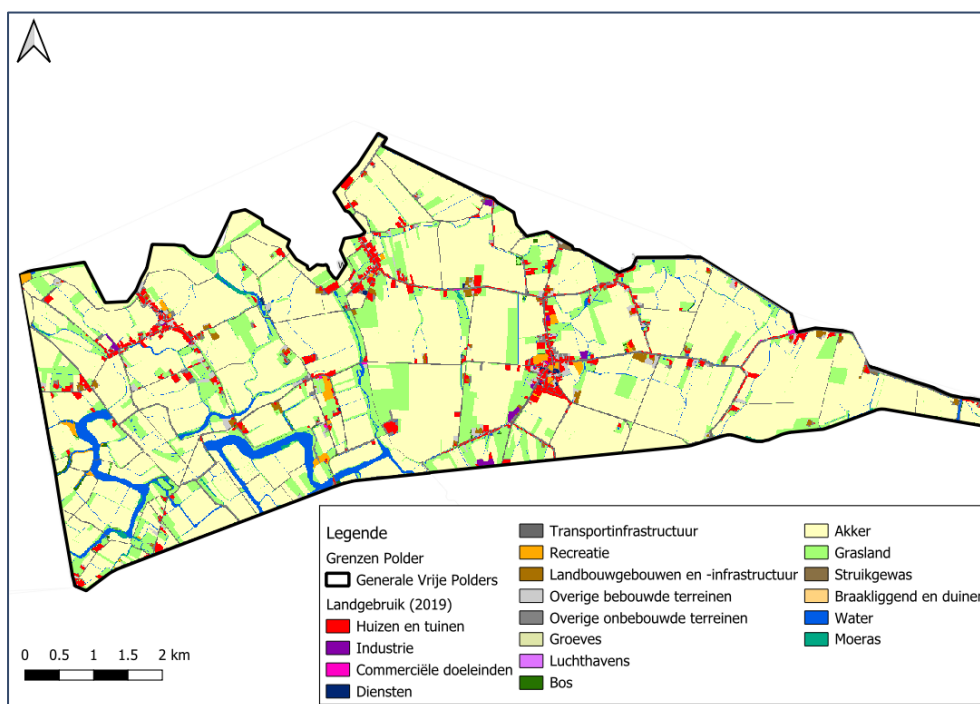 Legende
Grenzen Polder
Generale Vrije Polders
Landgebruik (2019)
Huizen en tuinen
Industrie
Commerciële doeleinden
Diensten
Transportinfrastructuur
Recreatie
Landbouwgebouwen en -infrastructuur
Overige bebouwde terreinen
Overige onbebouwde terreinen
Groeves
Luchthavens
Bos
Akker
Grasland
Struikgewas
Braakliggend en duinen
Water
Moeras
0 0.5 1 1.5 2 km